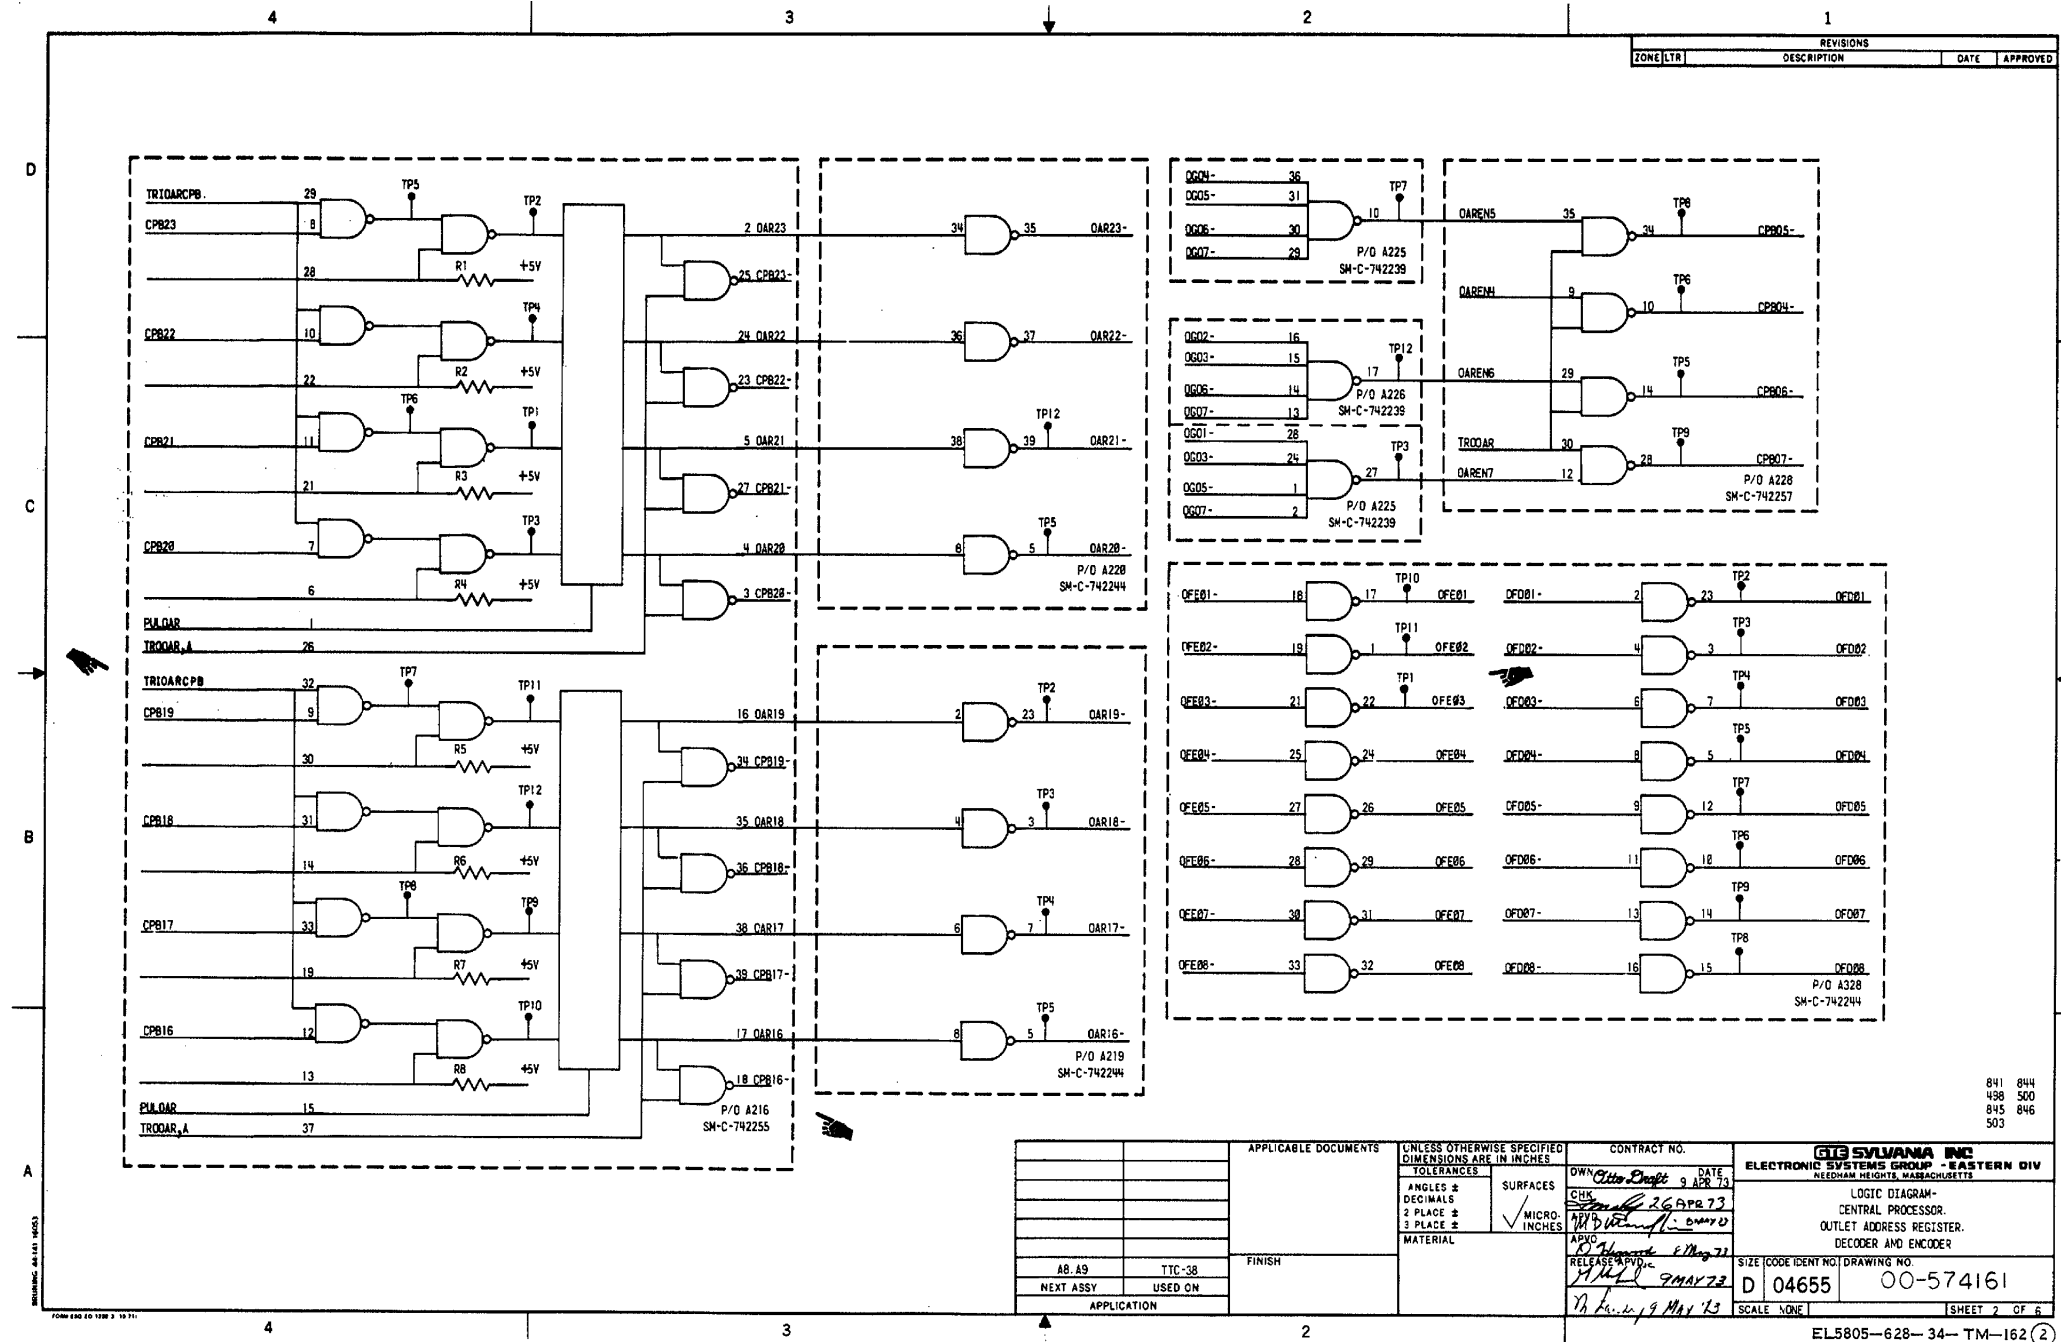 4 3 2 1
REVISIONS
ZONE LTR DESCRIPTION DATE APPROVED
D
C
B
A
TRIOARCPB. 29
CPB23 8
TP5
TP2
28 R1 +5V
2 OAR23
25 CPB23-
CPB22 10
TP4
22 R2 +5V
24 OAR22
23 CPB22-
CPB21 11
TP6
TP1
21 R3 +5V
5 OAR21
27 CPB21-
CPB20 7
TP3
6 R4 +5V
4 OAR20
3 CPB20-
PULOAR 1
TROOAR,A 26
TRIOARCPB 32
CPB19 9
TP7
TP11
30 R5 +5V
16 OAR19
34 CPB19-
CPB18 31
TP12
14 R6 +5V
35 OAR18
36 CPB18-
CPB17 33
TP8
TP9
19 R7 +5V
38 OAR17
39 CPB17-
CPB16 12
TP10
13 R8 +5V
17 OAR16
18 CPB16-
PULOAR 15
TROOAR,A 37
P/O A216
SM-C-742255
34 35 OAR23-
36 37 OAR22-
TP12
38 39 OAR21-
TP5
8 5 OAR20-
P/O A220
SM-C-742244
TP2
2 23 OAR19-
TP3
4 3 OAR18-
TP4
6 7 OAR17-
TP5
8 5 OAR16-
P/O A219
SM-C-742244
OG04- 36
OG05- 31
OG06- 30
OG07- 29
TP7
10 OAREN5
P/O A225
SM-C-742239
OG02- 16
OG03- 15
OG06- 14
OG07- 13
TP12
17 OAREN6
P/O A226
SM-C-742239
OG01- 28
OG03- 24
OG05- 1
OG07- 2
TP3
27 OAREN7
P/O A225
SM-C-742239
35 34 TP8 CPB05-
OAREN4 9 10 TP6 CPB04-
29 14 TP5 CPB06-
TROOAR 30
12 28 TP9 CPB07-
P/O A228
SM-C-742257
OFE01- 18 17 TP10 OFE01
OFE02- 19 1 TP11 OFE02
OFE03- 21 22 TP1 OFE03
OFE04- 25 24 OFE04
OFE05- 27 26 OFE05
OFE06- 28 29 OFE06
OFE07- 30 31 OFE07
OFE08- 33 32 OFE08
OFD01- 2 23 TP2 OFD01
OFD02- 4 3 TP3 OFD02
OFD03- 6 7 TP4 OFD03
OFD04- 8 5 TP5 OFD04
OFD05- 9 12 TP7 OFD05
OFD06- 11 10 TP6 OFD06
OFD07- 13 14 TP9 OFD07
OFD08- 16 15 TP8 OFD08
P/O A328
SM-C-742244
841 844
498 500
845 846
503
A8.A9 TTC-38
NEXT ASSY USED ON
APPLICATION
APPLICABLE DOCUMENTS
FINISH
UNLESS OTHERWISE SPECIFIED
DIMENSIONS ARE IN INCHES
TOLERANCES
ANGLES ±
DECIMALS
2 PLACE ±
3 PLACE ±
SURFACES
MICRO-
INCHES
MATERIAL
CONTRACT NO.
DWN Otto Draft DATE 9 APR 73
CHK 26 APR 73
APVD
APVD 8 May 73
RELEASE APVD. 9 MAY 73
9 MAY '73
GTE SYLVANIA INC
ELECTRONIC SYSTEMS GROUP - EASTERN DIV
NEEDHAM HEIGHTS, MASSACHUSETTS
LOGIC DIAGRAM-
CENTRAL PROCESSOR.
OUTLET ADDRESS REGISTER.
DECODER AND ENCODER
SIZE CODE IDENT NO. DRAWING NO.
D 04655 00-574161
SCALE NONE SHEET 2 OF 6
4 3 2
EL5805-628-34-TM-162 2
BRUNING 44-141 16053